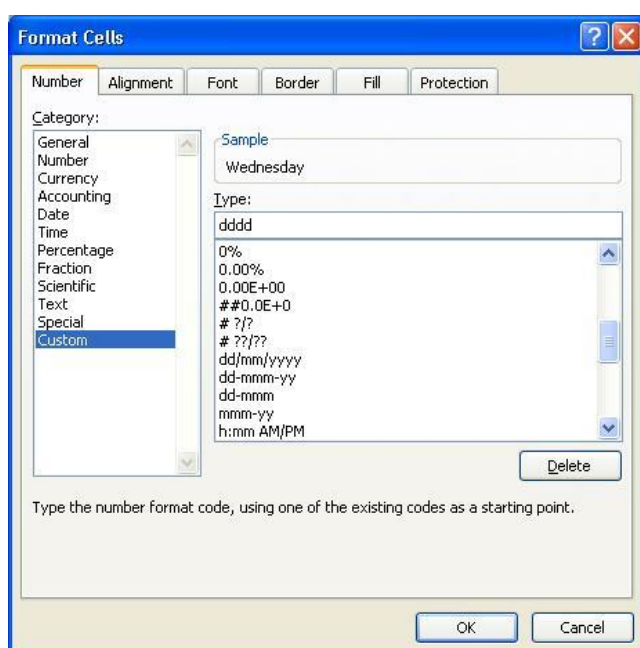 Format Cells
Number Alignment Font Border Fill Protection
Category:
General
Number
Currency
Accounting
Date
Time
Percentage
Fraction
Scientific
Text
Special
Custom
Sample
Wednesday
Type:
dddd
0%
0.00%
0.00E+00
##0.0E+0
# ?/?
# ??/??
dd/mm/yyyy
dd-mmm-yy
dd-mmm
mmm-yy
h:mm AM/PM
Delete
Type the number format code, using one of the existing codes as a starting point.
OK Cancel